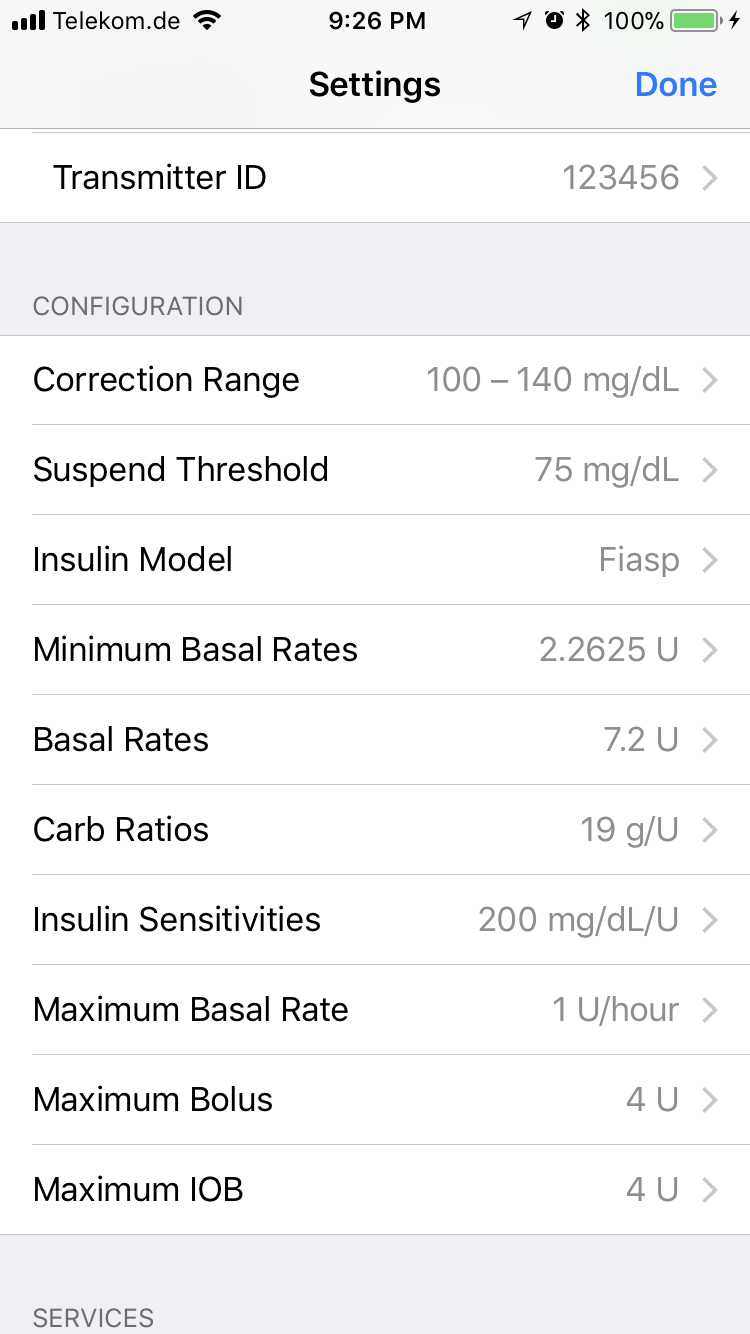 Telekom.de 9:26 PM 100%
Settings Done
Transmitter ID 123456
CONFIGURATION
Correction Range 100 – 140 mg/dL
Suspend Threshold 75 mg/dL
Insulin Model Fiasp
Minimum Basal Rates 2.2625 U
Basal Rates 7.2 U
Carb Ratios 19 g/U
Insulin Sensitivities 200 mg/dL/U
Maximum Basal Rate 1 U/hour
Maximum Bolus 4 U
Maximum IOB 4 U
SERVICES